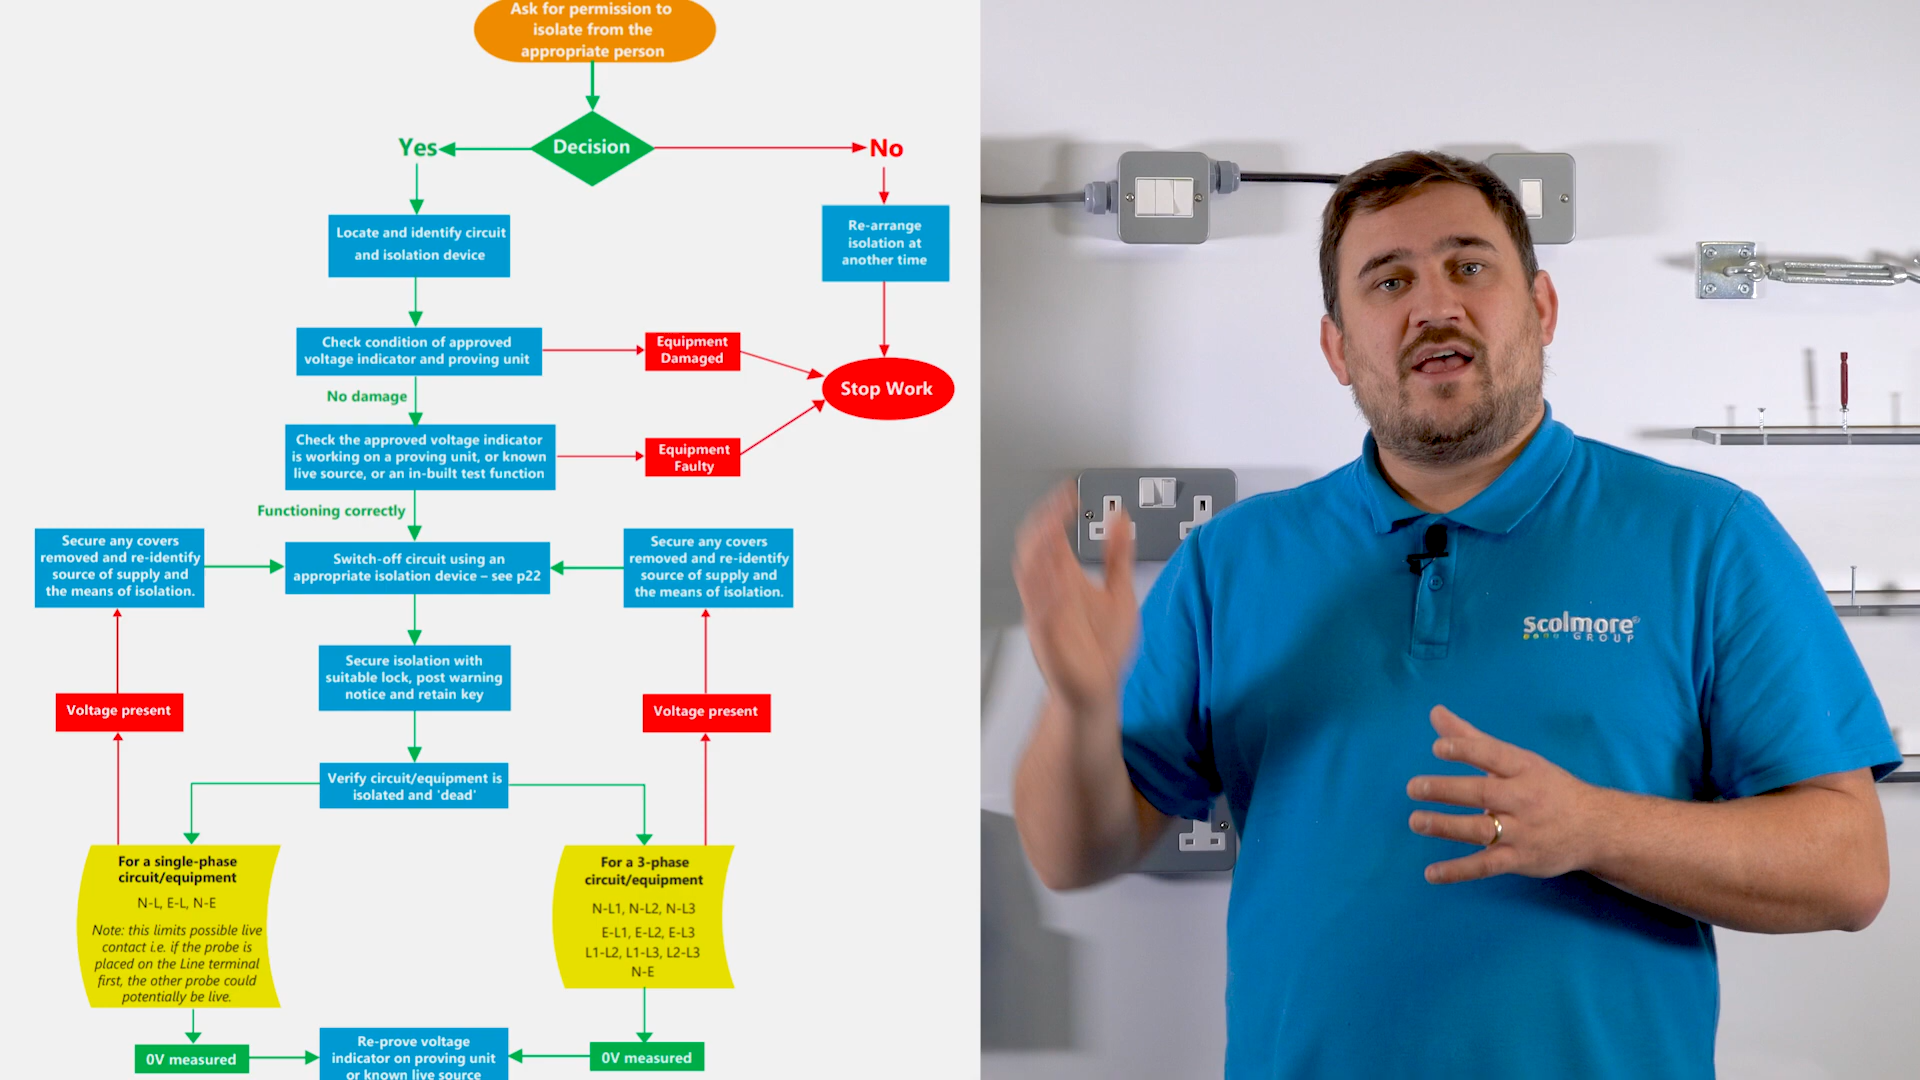 Ask for permission to
isolate from the
appropriate person
Decision
Yes
No
Locate and identify circuit
and isolation device
Re-arrange
isolation at
another time
Check condition of approved
voltage indicator and proving unit
Equipment
Damaged
Stop Work
No damage
Check the approved voltage indicator
is working on a proving unit, or known
live source, or an in-built test function
Equipment
Faulty
Functioning correctly
Secure any covers
removed and re-identify
source of supply and
the means of isolation.
Switch-off circuit using an
appropriate isolation device – see p22
Secure any covers
removed and re-identify
source of supply and
the means of isolation.
Secure isolation with
suitable lock, post warning
notice and retain key
Voltage present
Voltage present
Verify circuit/equipment is
isolated and 'dead'
For a single-phase
circuit/equipment
N-L, E-L, N-E
Note: this limits possible live
contact i.e. if the probe is
placed on the Line terminal
first, the other probe could
potentially be live.
For a 3-phase
circuit/equipment
N-L1, N-L2, N-L3
E-L1, E-L2, E-L3
L1-L2, L1-L3, L2-L3
N-E
0V measured
Re-prove voltage
indicator on proving unit
or known live source
0V measured
scolmore
GROUP